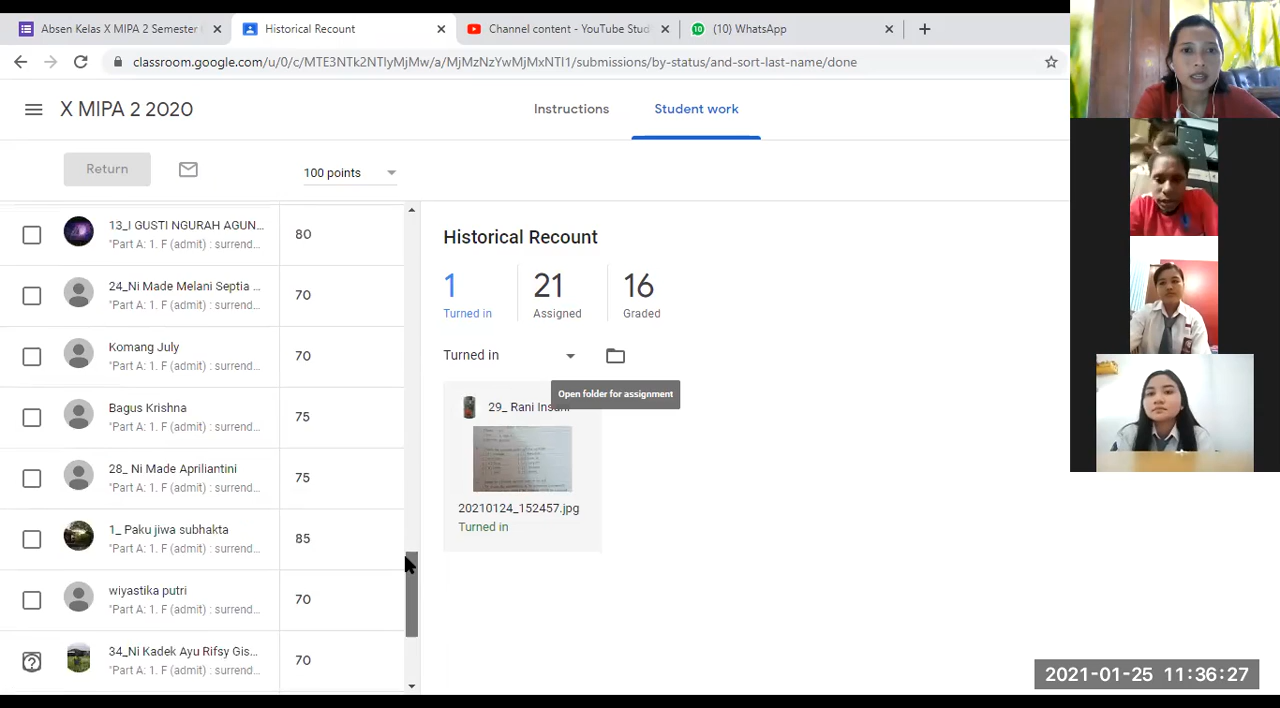 Absen Kelas X MIPA 2 Semester
Historical Recount
Channel content - YouTube Stud
(10) WhatsApp
classroom.google.com/u/0/c/MTE3NTk2NTIyMjMw/a/MjMzNzYwMjMxNTI1/submissions/by-status/and-sort-last-name/done
X MIPA 2 2020
Instructions
Student work
Return
100 points
13_I GUSTI NGURAH AGUN...
80
"Part A: 1. F (admit) : surrend...
24_Ni Made Melani Septia ...
70
"Part A: 1. F (admit) : surrend...
Komang July
70
"Part A: 1. F (admit) : surrend...
Bagus Krishna
75
"Part A: 1. F (admit) : surrend...
28_ Ni Made Apriliantini
75
"Part A: 1. F (admit) : surrend...
1_ Paku jiwa subhakta
85
"Part A: 1. F (admit) : surrend...
wiyastika putri
70
"Part A: 1. F (admit) : surrend...
34_Ni Kadek Ayu Rifsy Gis...
70
"Part A: 1. F (admit) : surrend...
Historical Recount
1 21 16
Turned in Assigned Graded
Turned in
Open folder for assignment
29_ Rani Insani
20210124_152457.jpg
Turned in
2021-01-25 11:36:27